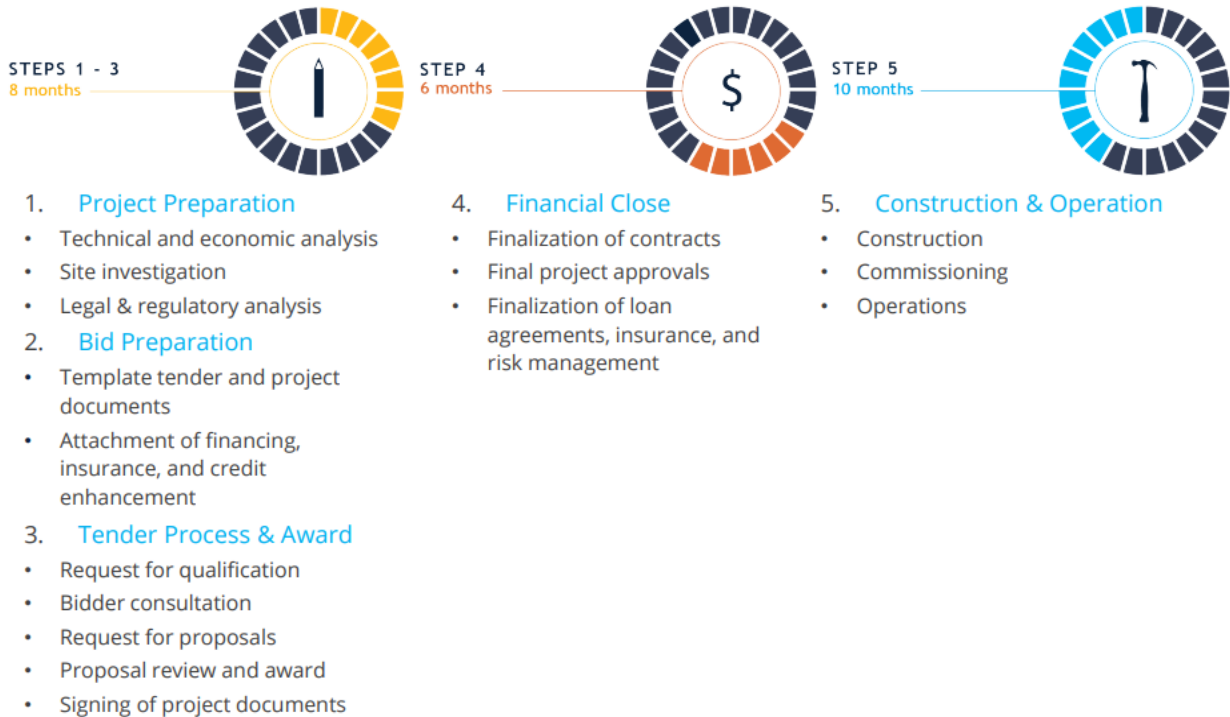 STEPS 1 - 3
8 months
STEP 4
6 months
$
STEP 5
10 months
1. Project Preparation
• Technical and economic analysis
• Site investigation
• Legal & regulatory analysis
2. Bid Preparation
• Template tender and project
documents
• Attachment of financing,
insurance, and credit
enhancement
3. Tender Process & Award
• Request for qualification
• Bidder consultation
• Request for proposals
• Proposal review and award
• Signing of project documents
4. Financial Close
• Finalization of contracts
• Final project approvals
• Finalization of loan
agreements, insurance, and
risk management
5. Construction & Operation
• Construction
• Commissioning
• Operations